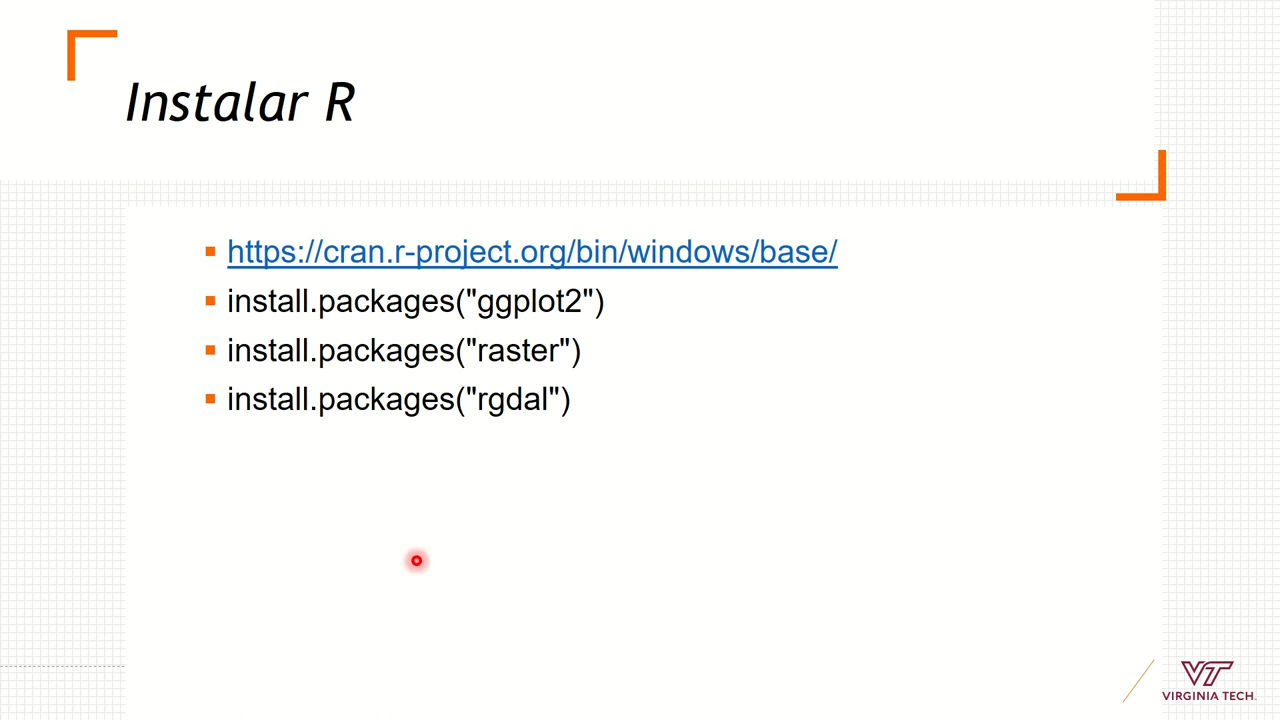 Instalar R
https://cran.r-project.org/bin/windows/base/
install.packages("ggplot2")
install.packages("raster")
install.packages("rgdal")
VT
VIRGINIA TECH